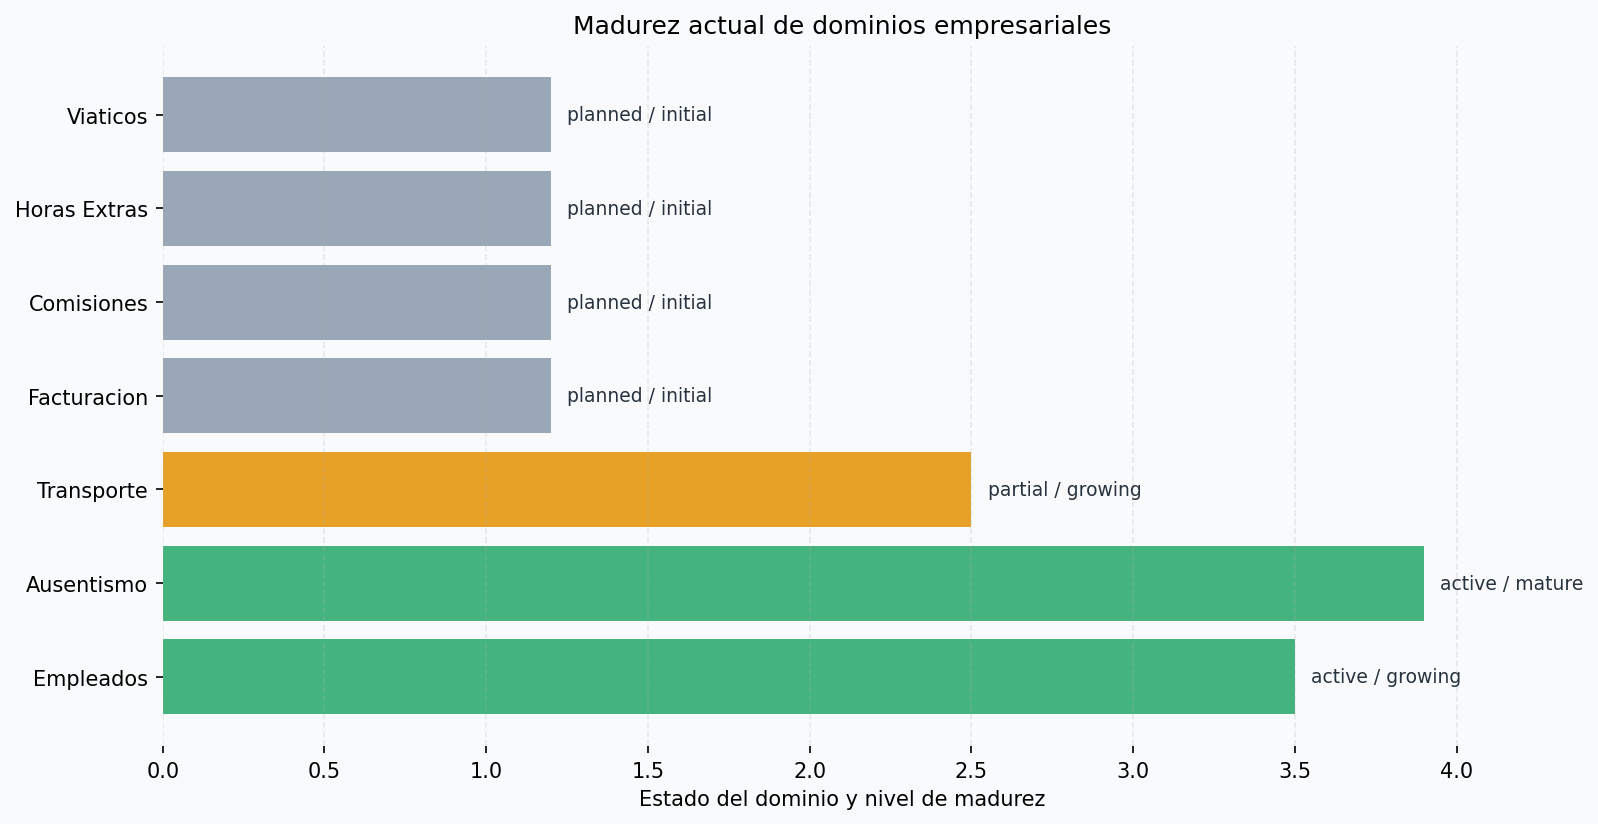 Madurez actual de dominios empresariales
Viaticos
planned / initial
Horas Extras
planned / initial
Comisiones
planned / initial
Facturacion
planned / initial
Transporte
partial / growing
Ausentismo
active / mature
Empleados
active / growing
0.0 0.5 1.0 1.5 2.0 2.5 3.0 3.5 4.0
Estado del dominio y nivel de madurez